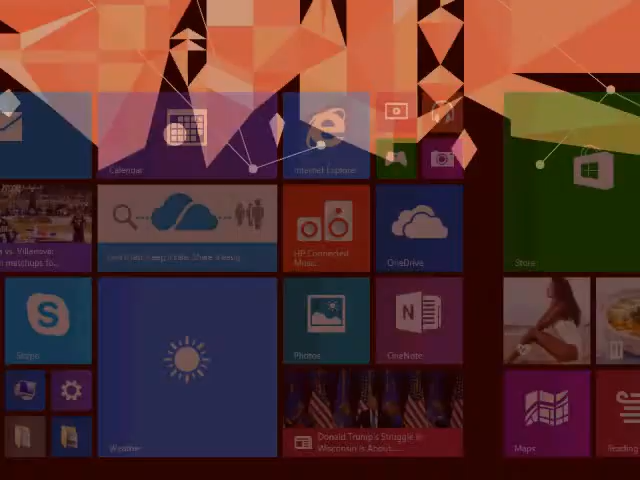 Calendar
Internet Explorer
Store
vs. Villanova:
matchups fo...
HP Connected
Music...
OneDrive
Skype
Photos
OneNote
N
Weather
Donald Trump's Struggle in
Wisconsin Is About...
Maps
Reading